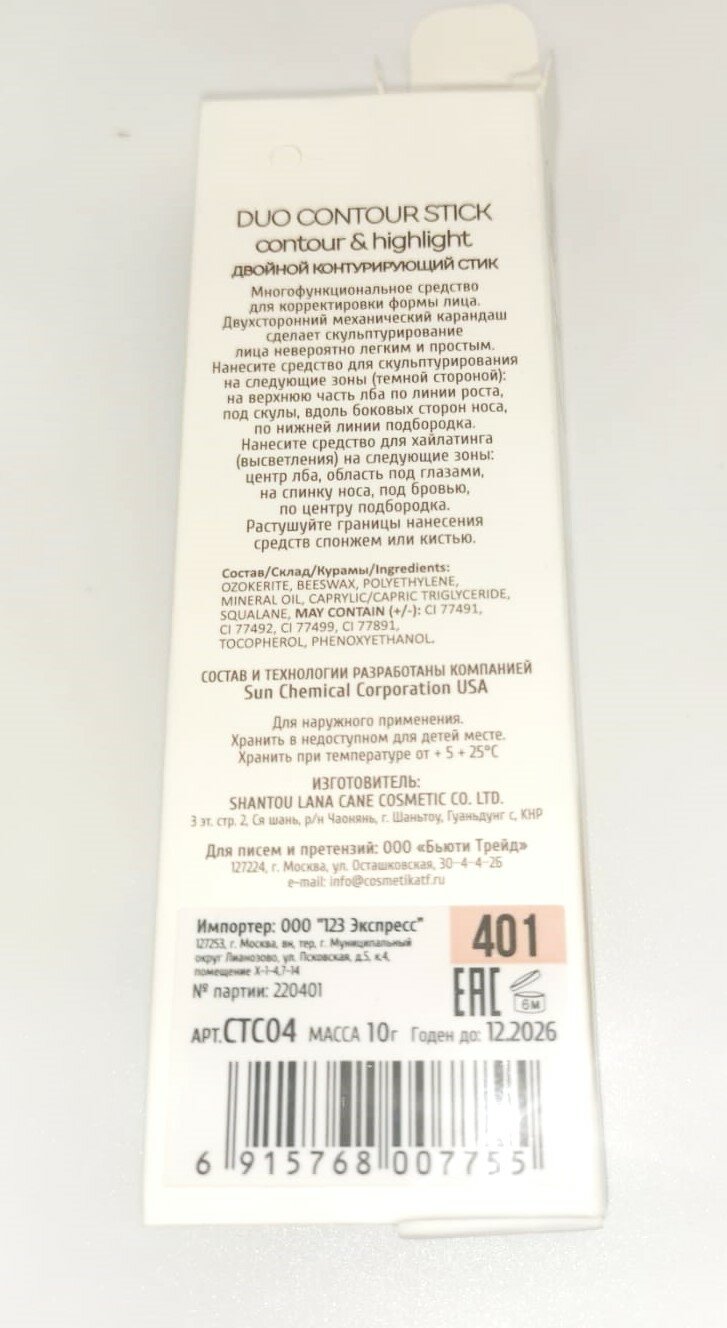 DUO CONTOUR STICK
contour & highlight
ДВОЙНОЙ КОНТУРИРУЮЩИЙ СТИК
Многофункциональное средство
для корректировки формы лица.
Двухсторонний механический карандаш
сделает скульптурирование
лица невероятно легким и простым.
Нанесите средство для скульптурирования
на следующие зоны (темной стороной):
на верхнюю часть лба по линии роста,
под скулы, вдоль боковых сторон носа,
по нижней линии подбородка.
Нанесите средство для хайлатинга
(высветления) на следующие зоны:
центр лба, область под глазами,
на спинку носа, под бровью,
по центру подбородка.
Растушуйте границы нанесения
средств спонжем или кистью.
Состав/Склад/Курамы/Ingredients:
OZOKERITE, BEESWAX, POLYETHYLENE,
MINERAL OIL, CAPRYLIC/CAPRIC TRIGLYCERIDE,
SQUALANE, MAY CONTAIN (+/-): CI 77491,
CI 77492, CI 77499, CI 77891,
TOCOPHEROL, PHENOXYETHANOL.
СОСТАВ И ТЕХНОЛОГИИ РАЗРАБОТАНЫ КОМПАНИЕЙ
Sun Chemical Corporation USA
Для наружного применения.
Хранить в недоступном для детей месте.
Хранить при температуре от + 5 + 25°C
ИЗГОТОВИТЕЛЬ:
SHANTOU LANA CANE COSMETIC CO. LTD.
3 эт. стр. 2, Ся шань, р/н Чаонянь, г. Шаньтоу, Гуаньдунг с, КНР
Для писем и претензий: ООО «Бьюти Трейд»
127224, г. Москва, ул. Осташковская, 30-4-4-26
e-mail: info@cosmetikatf.ru
Импортер: ООО "123 Экспресс"
127253, г. Москва, вн. тер. г. Муниципальный
округ Лианозово, ул. Псковская, д.5, к.4,
помещение X-1-4,7-14
№ партии: 220401
401
EAC
6м
АРТ.СТС04 МАССА 10г Годен до: 12.2026
6 915768 007755